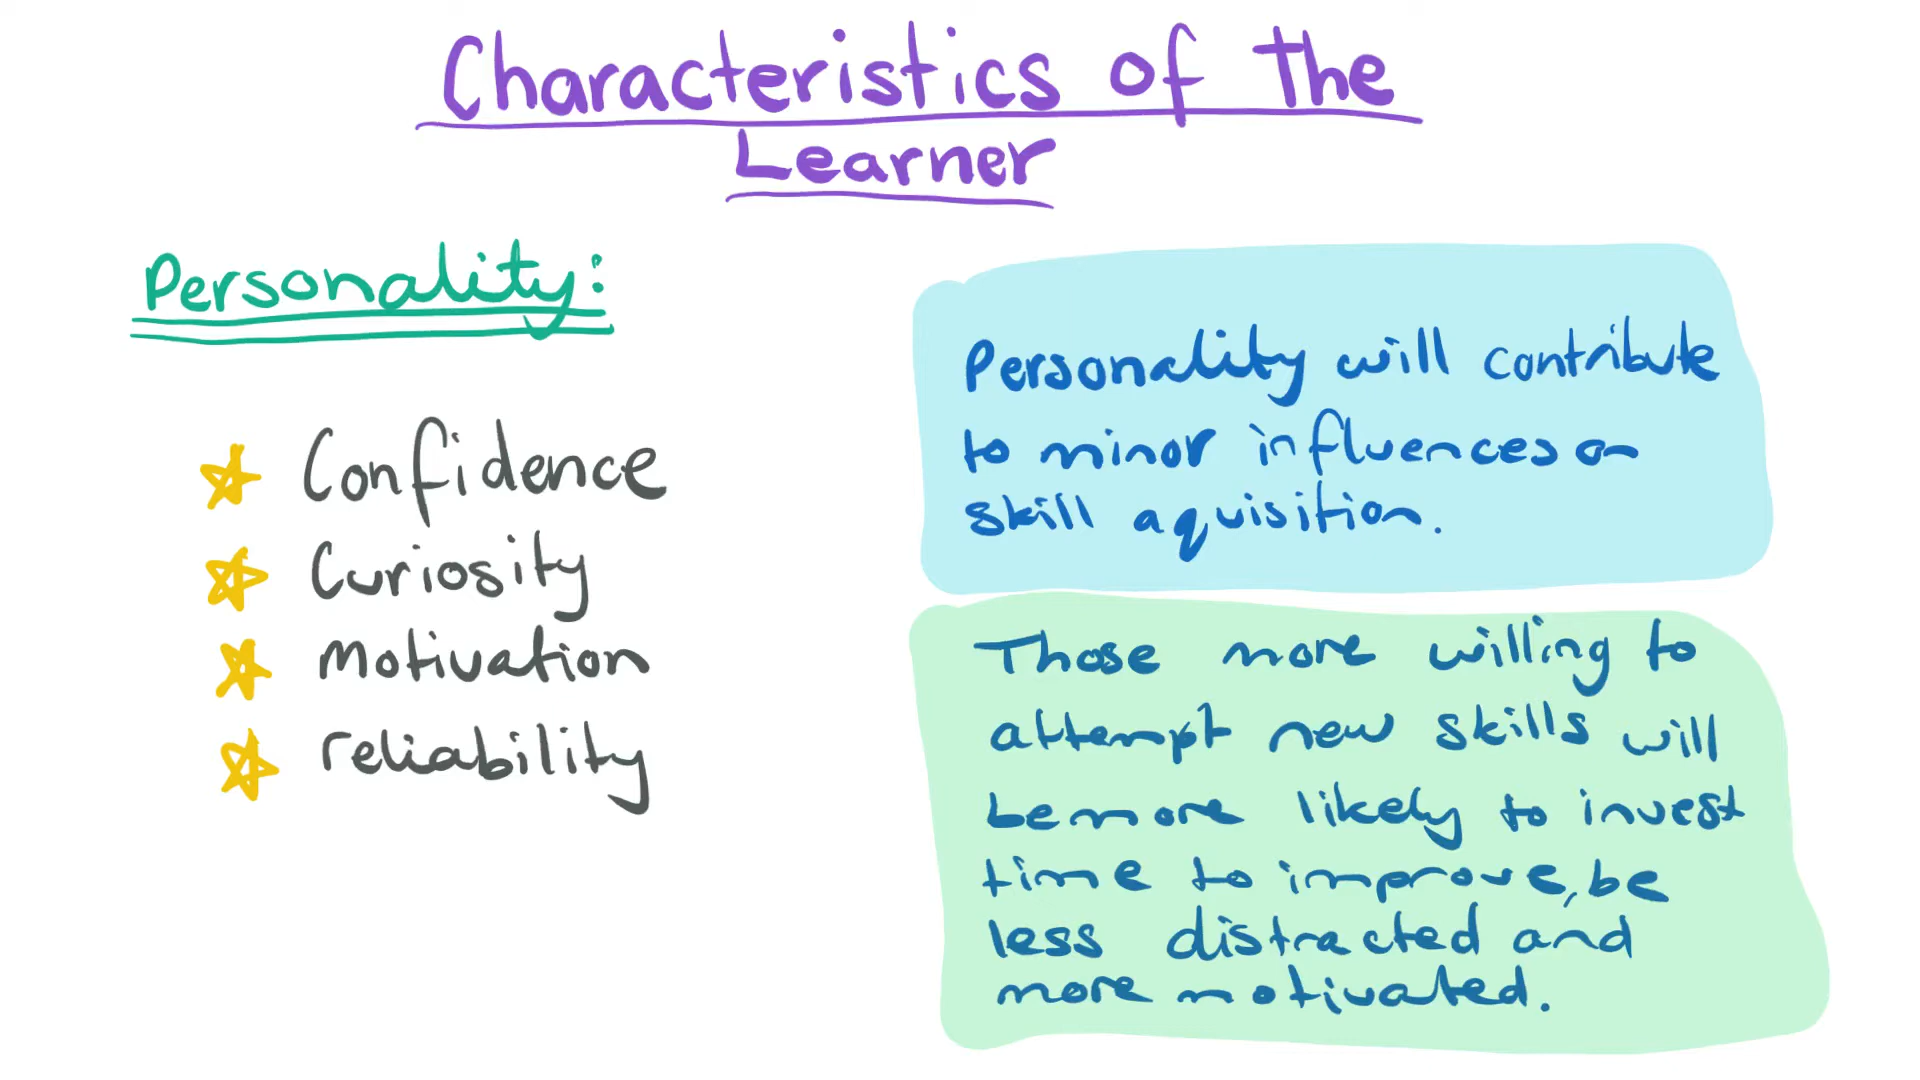 Characteristics of The
Learner
Personality:
Confidence
Curiosity
Motivation
reliability
Personality will contribute
to minor influences on
skill aquisition.
Those more willing to
attempt new skills will
be more likely to invest
time to improve, be
less distracted and
more motivated.